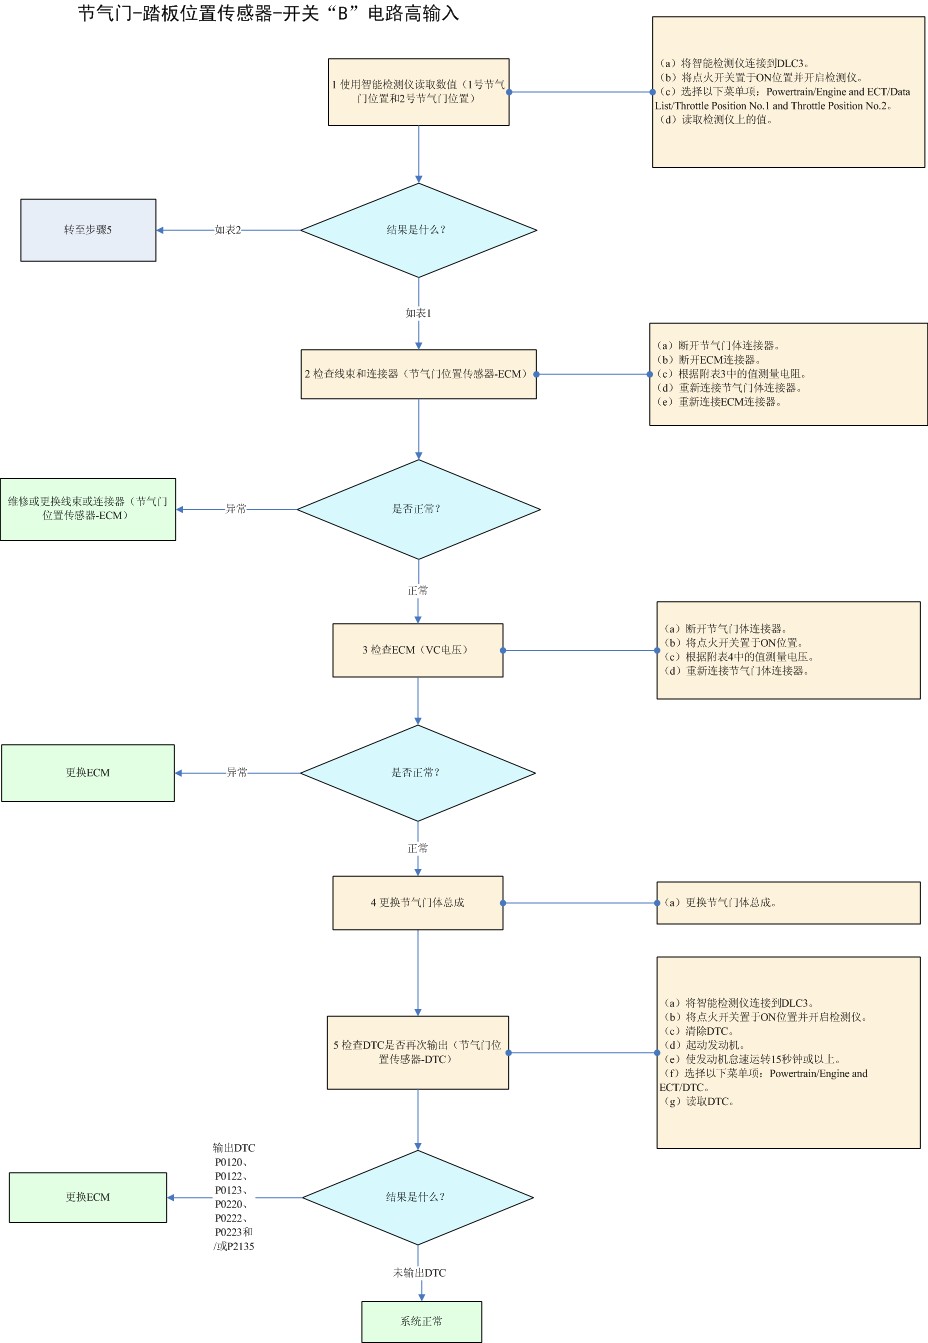 节气门-踏板位置传感器-开关“B”电路高输入
1 使用智能检测仪读取数值（1号节气
门位置和2号节气门位置）
（a）将智能检测仪连接到DLC3。
（b）将点火开关置于ON位置并开启检测仪。
（c）选择以下菜单项：Powertrain/Engine and ECT/Data
List/Throttle Position No.1 and Throttle Position No.2。
（d）读取检测仪上的值。
结果是什么？
如表2
转至步骤5
如表1
2 检查线束和连接器（节气门位置传感器-ECM）
（a）断开节气门体连接器。
（b）断开ECM连接器。
（c）根据附表3中的值测量电阻。
（d）重新连接节气门体连接器。
（e）重新连接ECM连接器。
是否正常？
异常
维修或更换线束或连接器（节气门
位置传感器-ECM）
正常
3 检查ECM（VC电压）
（a）断开节气门体连接器。
（b）将点火开关置于ON位置。
（c）根据附表4中的值测量电压。
（d）重新连接节气门体连接器。
是否正常？
异常
更换ECM
正常
4 更换节气门体总成
（a）更换节气门体总成。
5 检查DTC是否再次输出（节气门位
置传感器-DTC）
（a）将智能检测仪连接到DLC3。
（b）将点火开关置于ON位置并开启检测仪。
（c）清除DTC。
（d）起动发动机。
（e）使发动机怠速运转15秒钟或以上。
（f）选择以下菜单项：Powertrain/Engine and
ECT/DTC。
（g）读取DTC。
结果是什么？
输出DTC
P0120、
P0122、
P0123、
P0220、
P0222、
P0223和
/或P2135
更换ECM
未输出DTC
系统正常